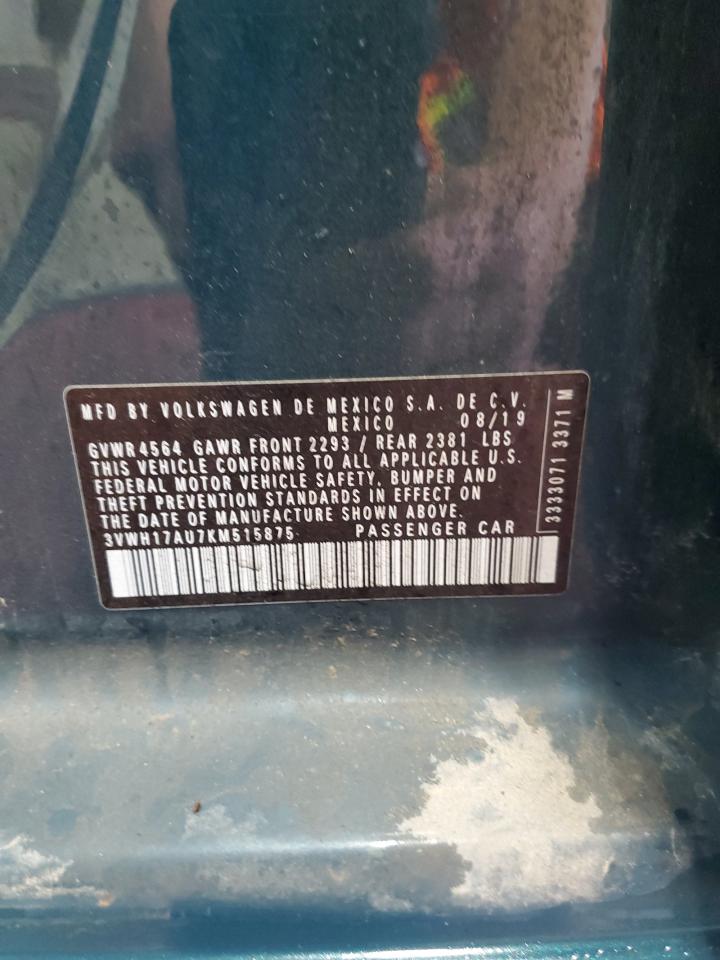 MFD BY VOLKSWAGEN DE MEXICO S.A. DE C.V.
MEXICO 08/19
GVWR 4564 GAWR FRONT 2293 / REAR 2381 LBS
THIS VEHICLE CONFORMS TO ALL APPLICABLE U.S.
FEDERAL MOTOR VEHICLE SAFETY, BUMPER AND
THEFT PREVENTION STANDARDS IN EFFECT ON
THE DATE OF MANUFACTURE SHOWN ABOVE.
3VWH17AU7KM515875 PASSENGER CAR
3333071 3371 M